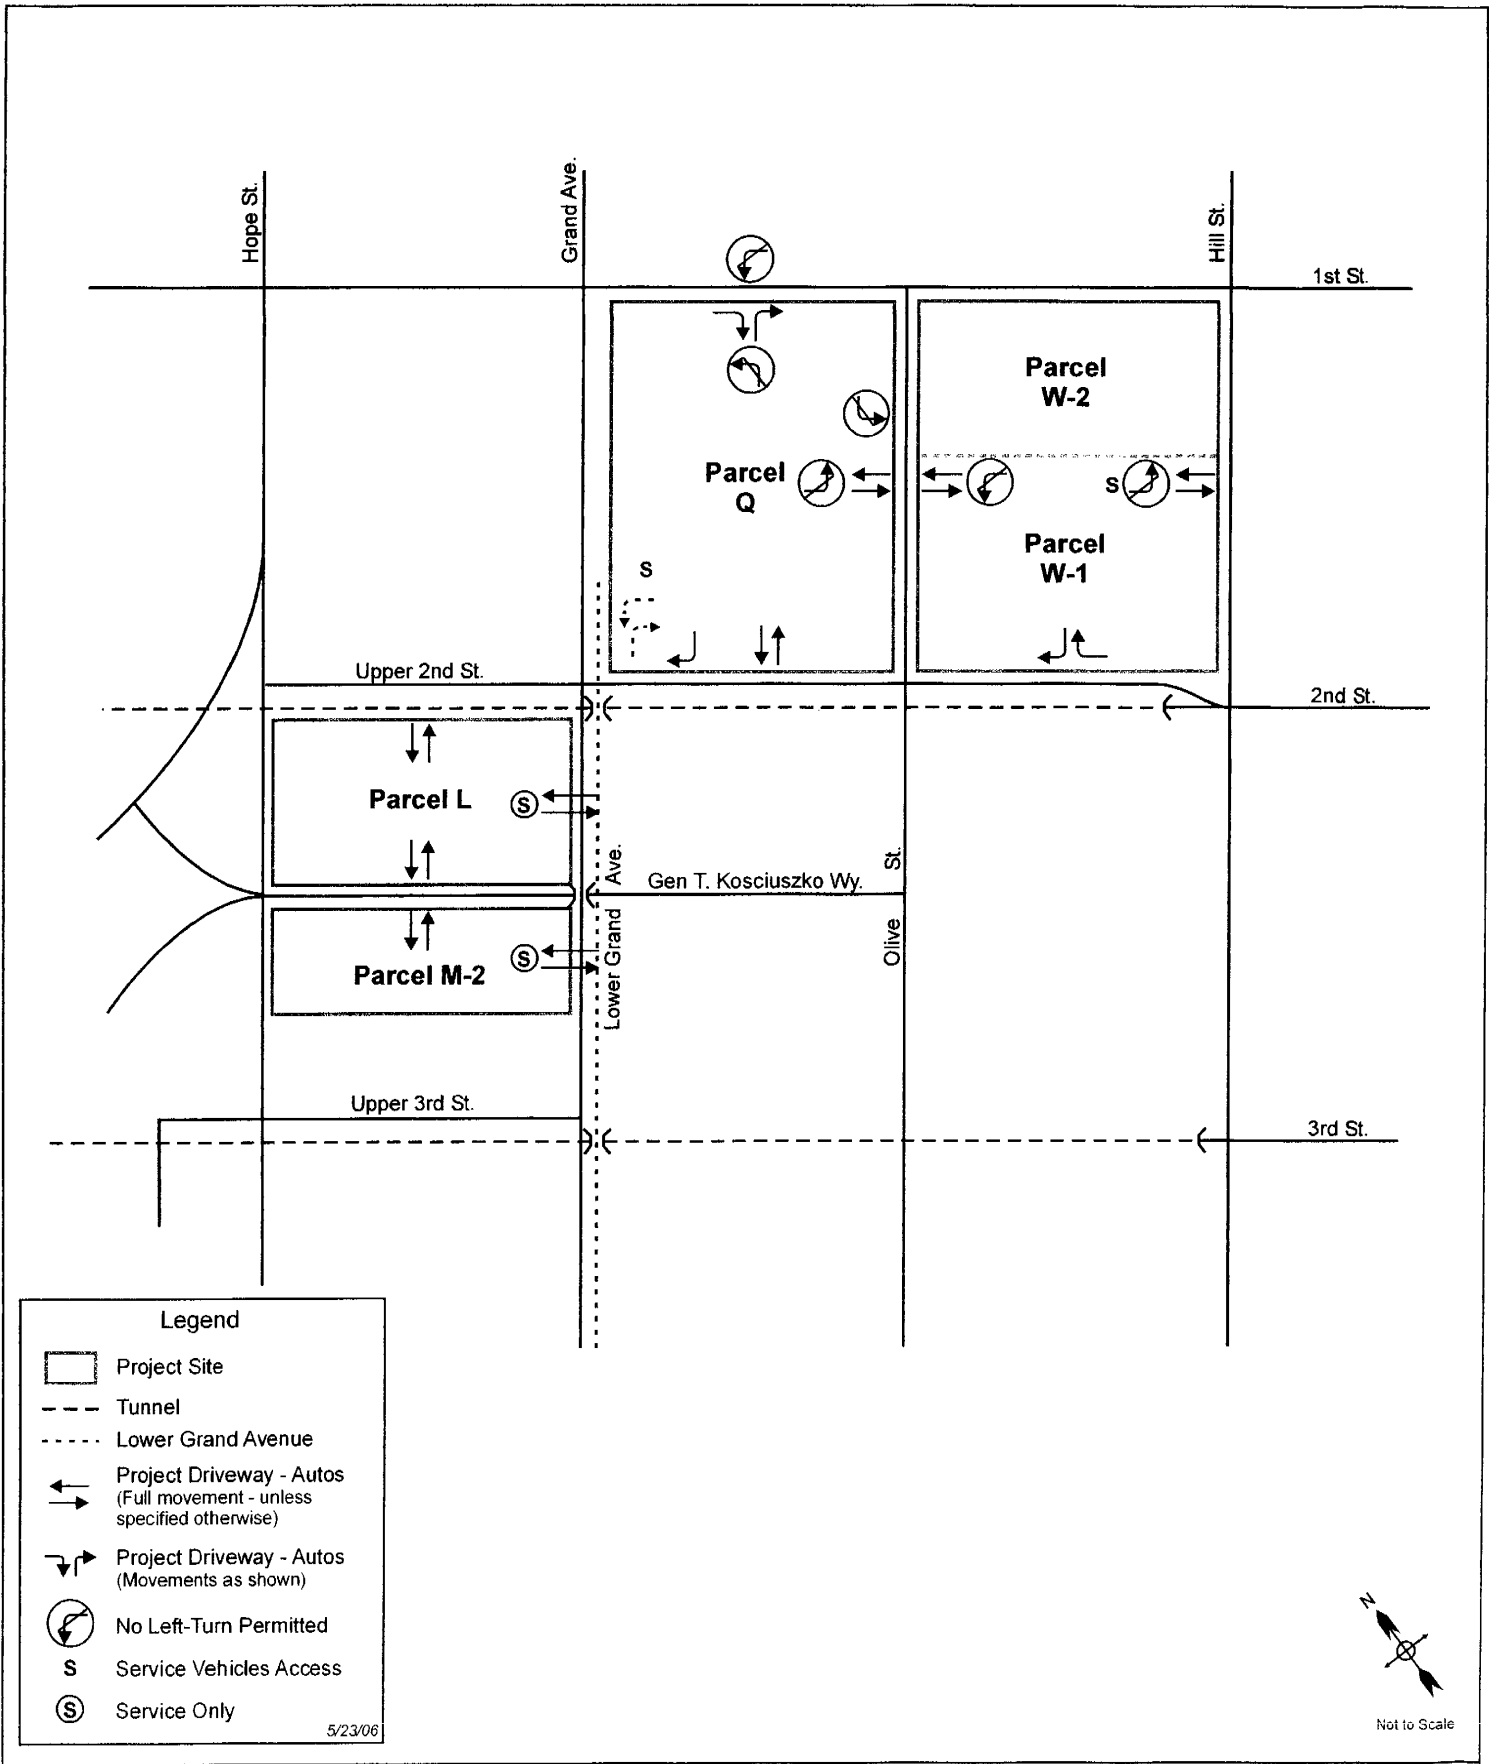 Hope St.
Grand Ave.
Hill St.
1st St.
Parcel
W-2
Parcel
Q
S
Parcel
W-1
S
Upper 2nd St.
2nd St.
Parcel L
S
Lower Grand Ave.
Gen T. Kosciuszko Wy.
Olive St.
Parcel M-2
S
Upper 3rd St.
3rd St.
Legend
Project Site
Tunnel
Lower Grand Avenue
Project Driveway - Autos
(Full movement - unless
specified otherwise)
Project Driveway - Autos
(Movements as shown)
No Left-Turn Permitted
S Service Vehicles Access
S Service Only
5/23/06
N
Not to Scale